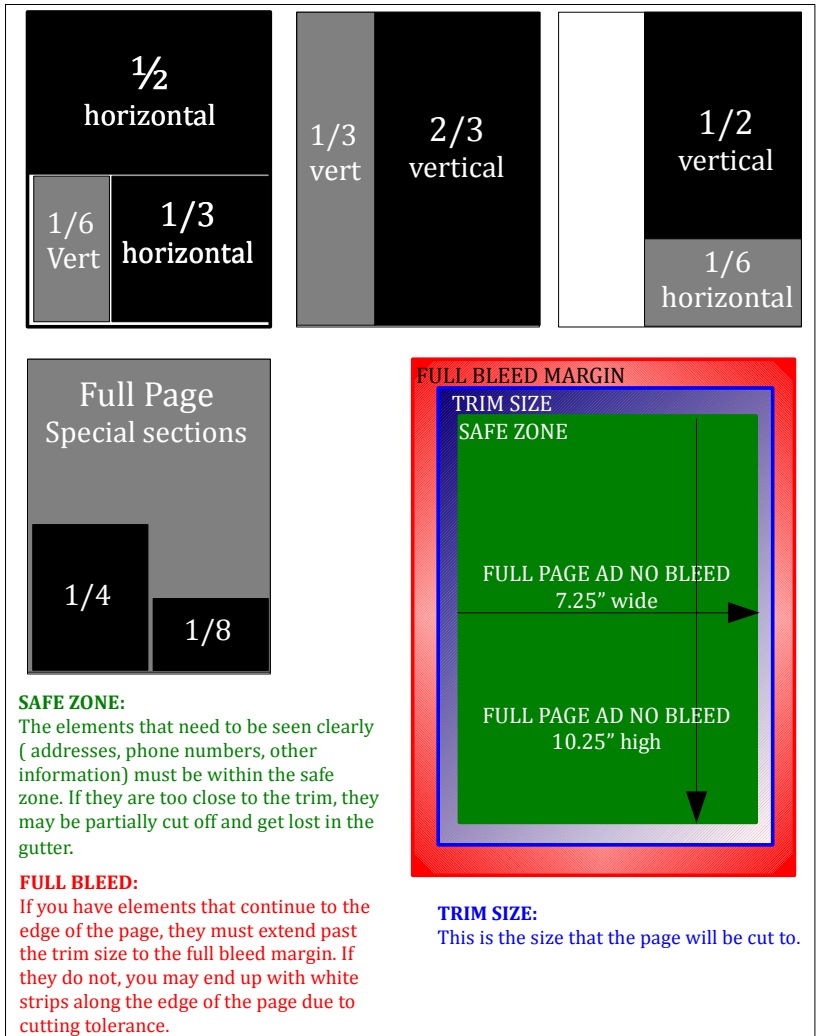 ½
horizontal
1/6
Vert
1/3
horizontal
1/3
vert
2/3
vertical
1/2
vertical
1/6
horizontal
Full Page
Special sections
1/4
1/8
FULL BLEED MARGIN
TRIM SIZE
SAFE ZONE
FULL PAGE AD NO BLEED
7.25” wide
FULL PAGE AD NO BLEED
10.25” high
SAFE ZONE:
The elements that need to be seen clearly
( addresses, phone numbers, other
information) must be within the safe
zone. If they are too close to the trim, they
may be partially cut off and get lost in the
gutter.
FULL BLEED:
If you have elements that continue to the
edge of the page, they must extend past
the trim size to the full bleed margin. If
they do not, you may end up with white
strips along the edge of the page due to
cutting tolerance.
TRIM SIZE:
This is the size that the page will be cut to.